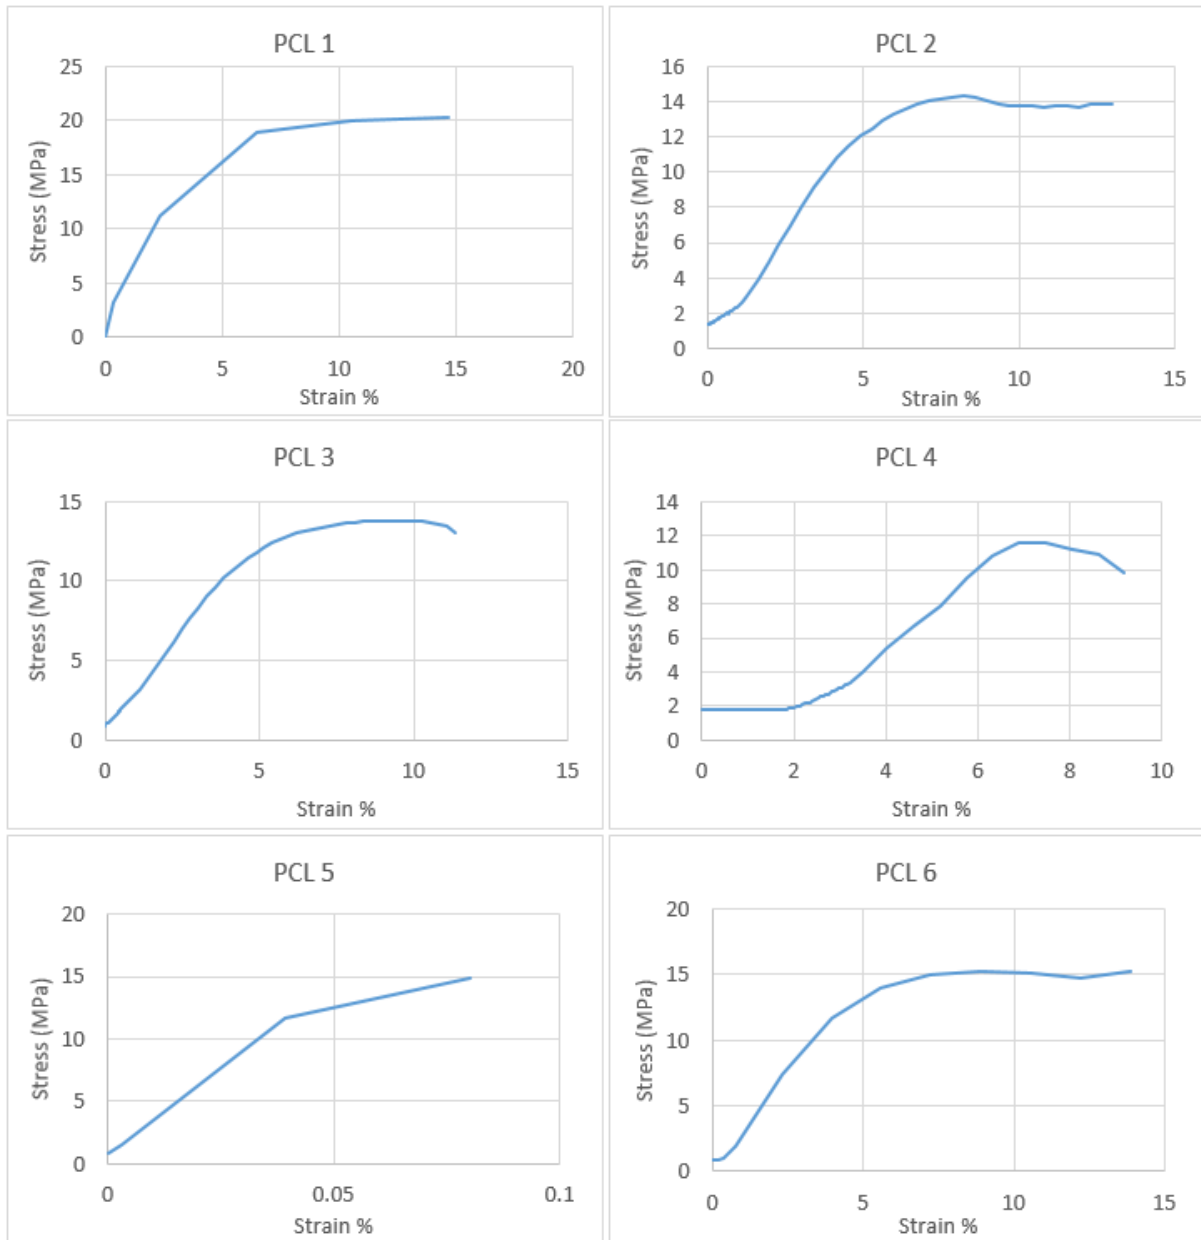 PCL 1
25
20
15
10
5
0
Stress (MPa)
0 5 10 15 20
Strain %
PCL 2
16
14
12
10
8
6
4
2
0
Stress (MPa)
0 5 10 15
Strain %
PCL 3
15
10
5
0
Stress (MPa)
0 5 10 15
Strain %
PCL 4
14
12
10
8
6
4
2
0
Stress (MPa)
0 2 4 6 8 10
Strain %
PCL 5
20
15
10
5
0
Stress (MPa)
0 0.05 0.1
Strain %
PCL 6
20
15
10
5
0
Stress (MPa)
0 5 10 15
Strain %